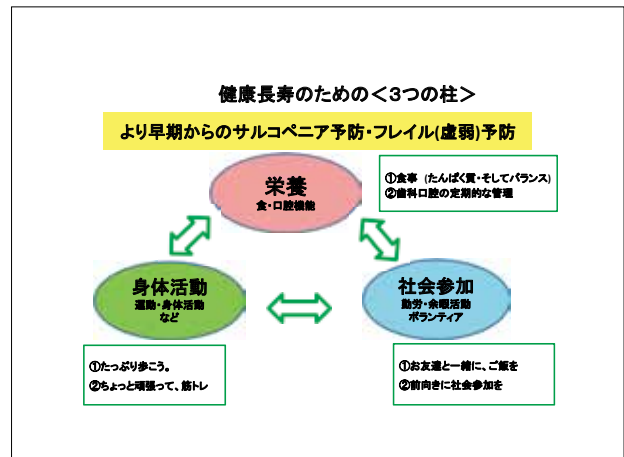 健康長寿のための＜3つの柱＞
より早期からのサルコペニア予防・フレイル(虚弱)予防
栄養
食・口腔機能
①食事 (たんぱく質・そしてバランス)
②歯科口腔の定期的な管理
身体活動
運動・身体活動
など
社会参加
勤労・余暇活動
ボランティア
①たっぷり歩こう。
②ちょっと頑張って、筋トレ
①お友達と一緒に、ご飯を
②前向きに社会参加を